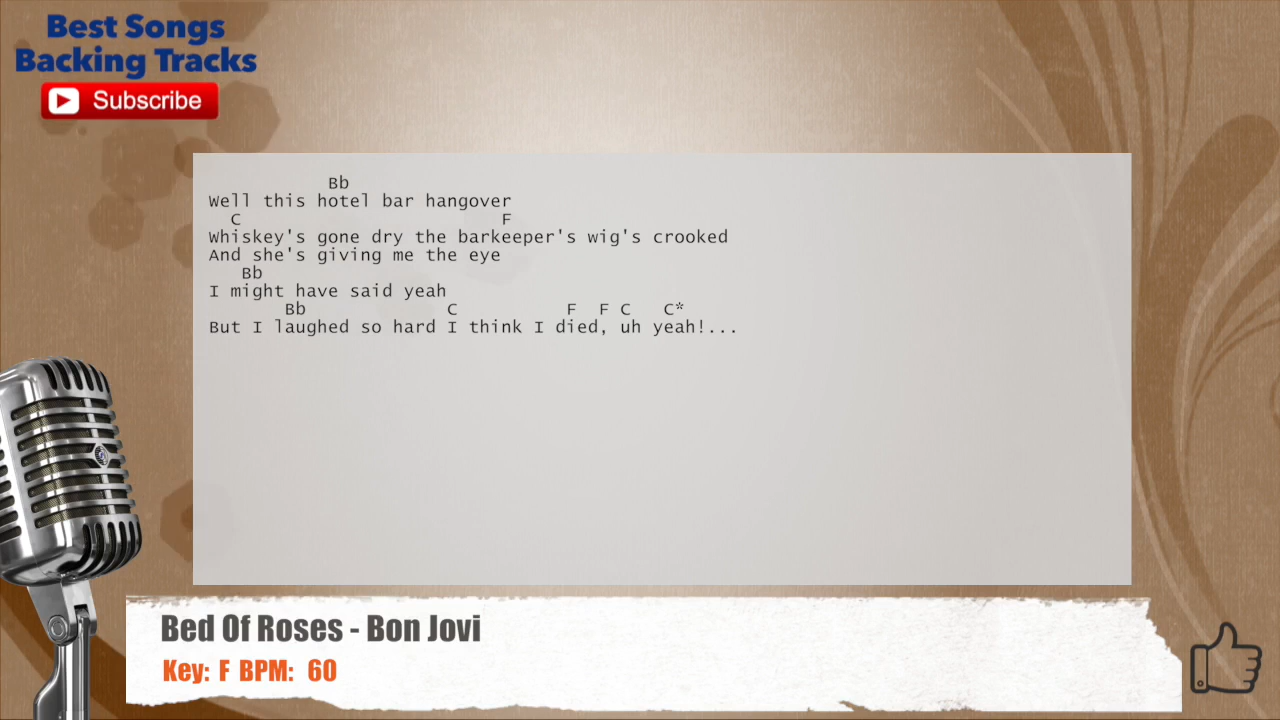 Best Songs
Backing Tracks
Subscribe
Bb
Well this hotel bar hangover
C F
Whiskey's gone dry the barkeeper's wig's crooked
And she's giving me the eye
Bb
I might have said yeah
Bb C F F C C*
But I laughed so hard I think I died, uh yeah!...
Bed Of Roses - Bon Jovi
Key: F BPM: 60